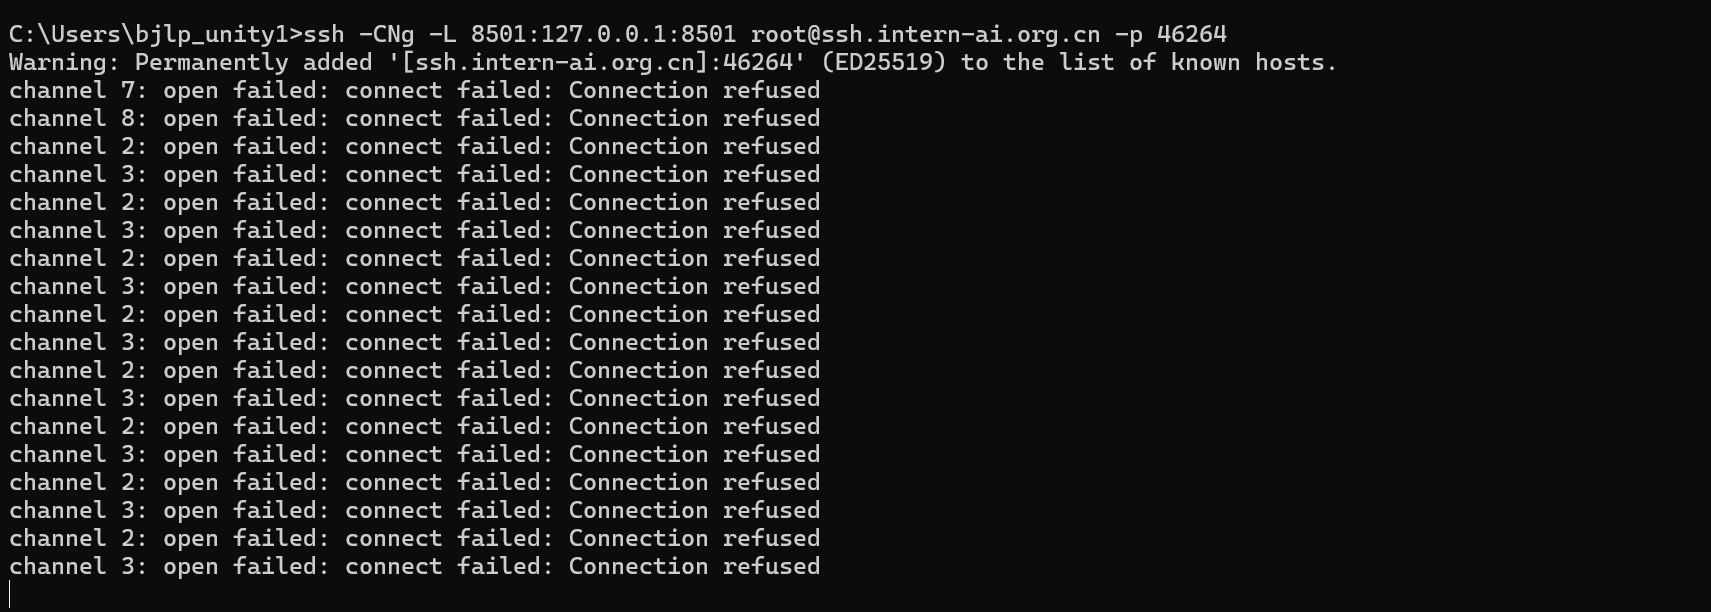 C:\Users\bjlp_unity1>ssh -CNg -L 8501:127.0.0.1:8501 root@ssh.intern-ai.org.cn -p 46264
Warning: Permanently added '[ssh.intern-ai.org.cn]:46264' (ED25519) to the list of known hosts.
channel 7: open failed: connect failed: Connection refused
channel 8: open failed: connect failed: Connection refused
channel 2: open failed: connect failed: Connection refused
channel 3: open failed: connect failed: Connection refused
channel 2: open failed: connect failed: Connection refused
channel 3: open failed: connect failed: Connection refused
channel 2: open failed: connect failed: Connection refused
channel 3: open failed: connect failed: Connection refused
channel 2: open failed: connect failed: Connection refused
channel 3: open failed: connect failed: Connection refused
channel 2: open failed: connect failed: Connection refused
channel 3: open failed: connect failed: Connection refused
channel 2: open failed: connect failed: Connection refused
channel 3: open failed: connect failed: Connection refused
channel 2: open failed: connect failed: Connection refused
channel 3: open failed: connect failed: Connection refused
channel 2: open failed: connect failed: Connection refused
channel 3: open failed: connect failed: Connection refused